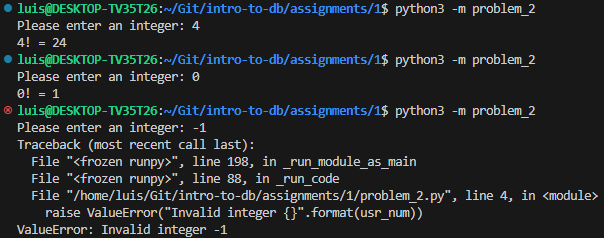 luis@DESKTOP-TV35T26:~/Git/intro-to-db/assignments/1$ python3 -m problem_2
Please enter an integer: 4
4! = 24
luis@DESKTOP-TV35T26:~/Git/intro-to-db/assignments/1$ python3 -m problem_2
Please enter an integer: 0
0! = 1
luis@DESKTOP-TV35T26:~/Git/intro-to-db/assignments/1$ python3 -m problem_2
Please enter an integer: -1
Traceback (most recent call last):
  File "<frozen runpy>", line 198, in _run_module_as_main
  File "<frozen runpy>", line 88, in _run_code
  File "/home/luis/Git/intro-to-db/assignments/1/problem_2.py", line 4, in <module>
    raise ValueError("Invalid integer {}".format(usr_num))
ValueError: Invalid integer -1